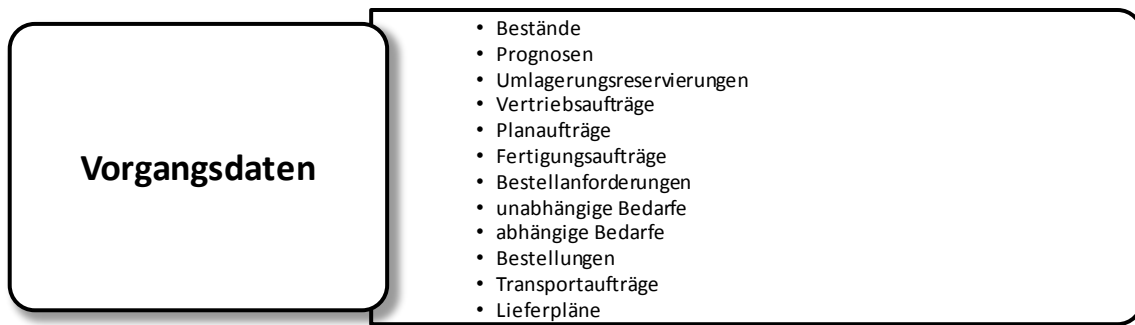 Vorgangsdaten
• Bestände
• Prognosen
• Umlagerungsreservierungen
• Vertriebsaufträge
• Planaufträge
• Fertigungsaufträge
• Bestellanforderungen
• unabhängige Bedarfe
• abhängige Bedarfe
• Bestellungen
• Transportaufträge
• Lieferpläne